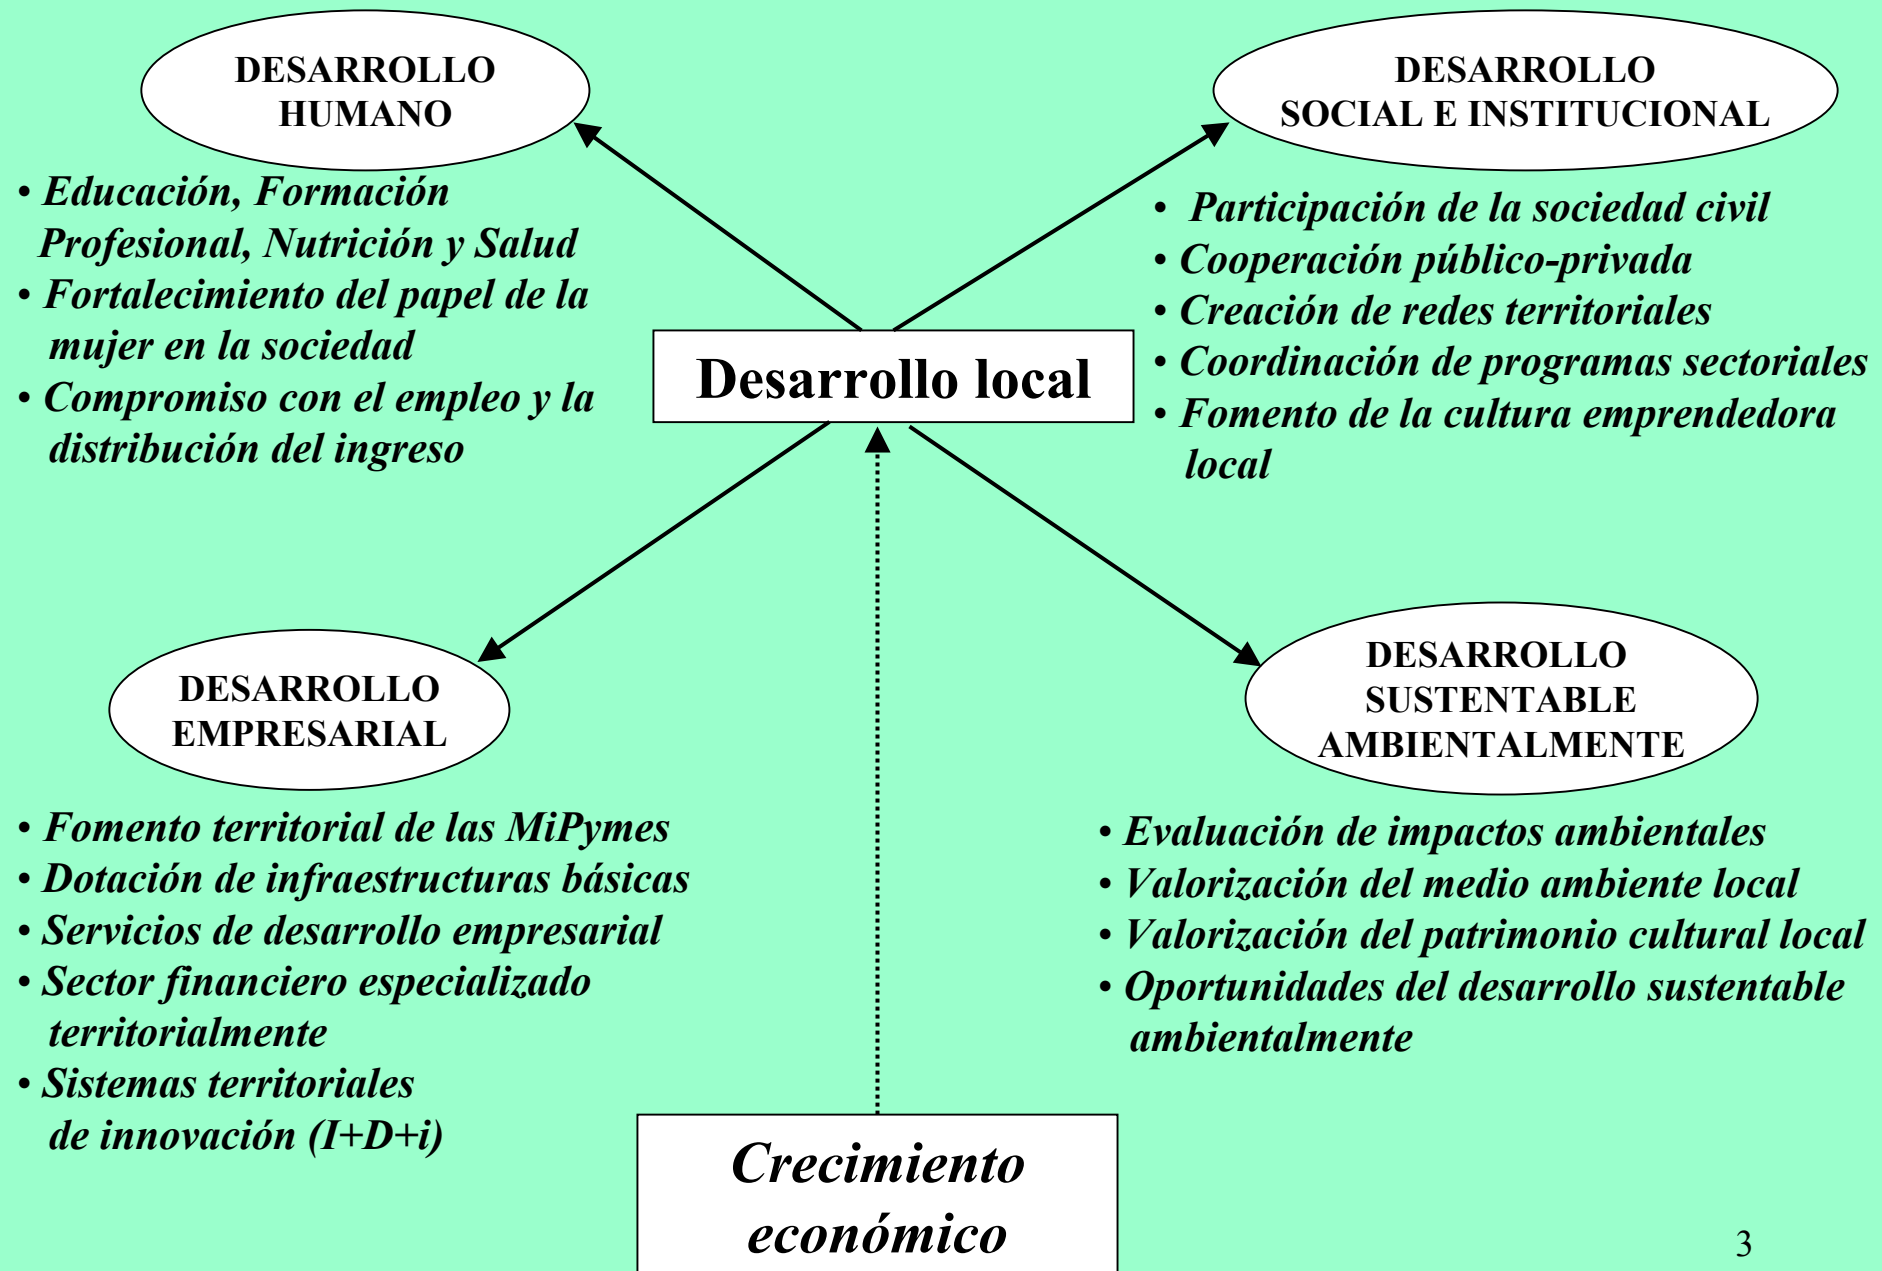 DESARROLLO
HUMANO
• Educación, Formación
Profesional, Nutrición y Salud
• Fortalecimiento del papel de la
mujer en la sociedad
• Compromiso con el empleo y la
distribución del ingreso
DESARROLLO
SOCIAL E INSTITUCIONAL
• Participación de la sociedad civil
• Cooperación público-privada
• Creación de redes territoriales
• Coordinación de programas sectoriales
• Fomento de la cultura emprendedora
local
Desarrollo local
DESARROLLO
EMPRESARIAL
• Fomento territorial de las MiPymes
• Dotación de infraestructuras básicas
• Servicios de desarrollo empresarial
• Sector financiero especializado
territorialmente
• Sistemas territoriales
de innovación (I+D+i)
DESARROLLO
SUSTENTABLE
AMBIENTALMENTE
• Evaluación de impactos ambientales
• Valorización del medio ambiente local
• Valorización del patrimonio cultural local
• Oportunidades del desarrollo sustentable
ambientalmente
Crecimiento
económico
3